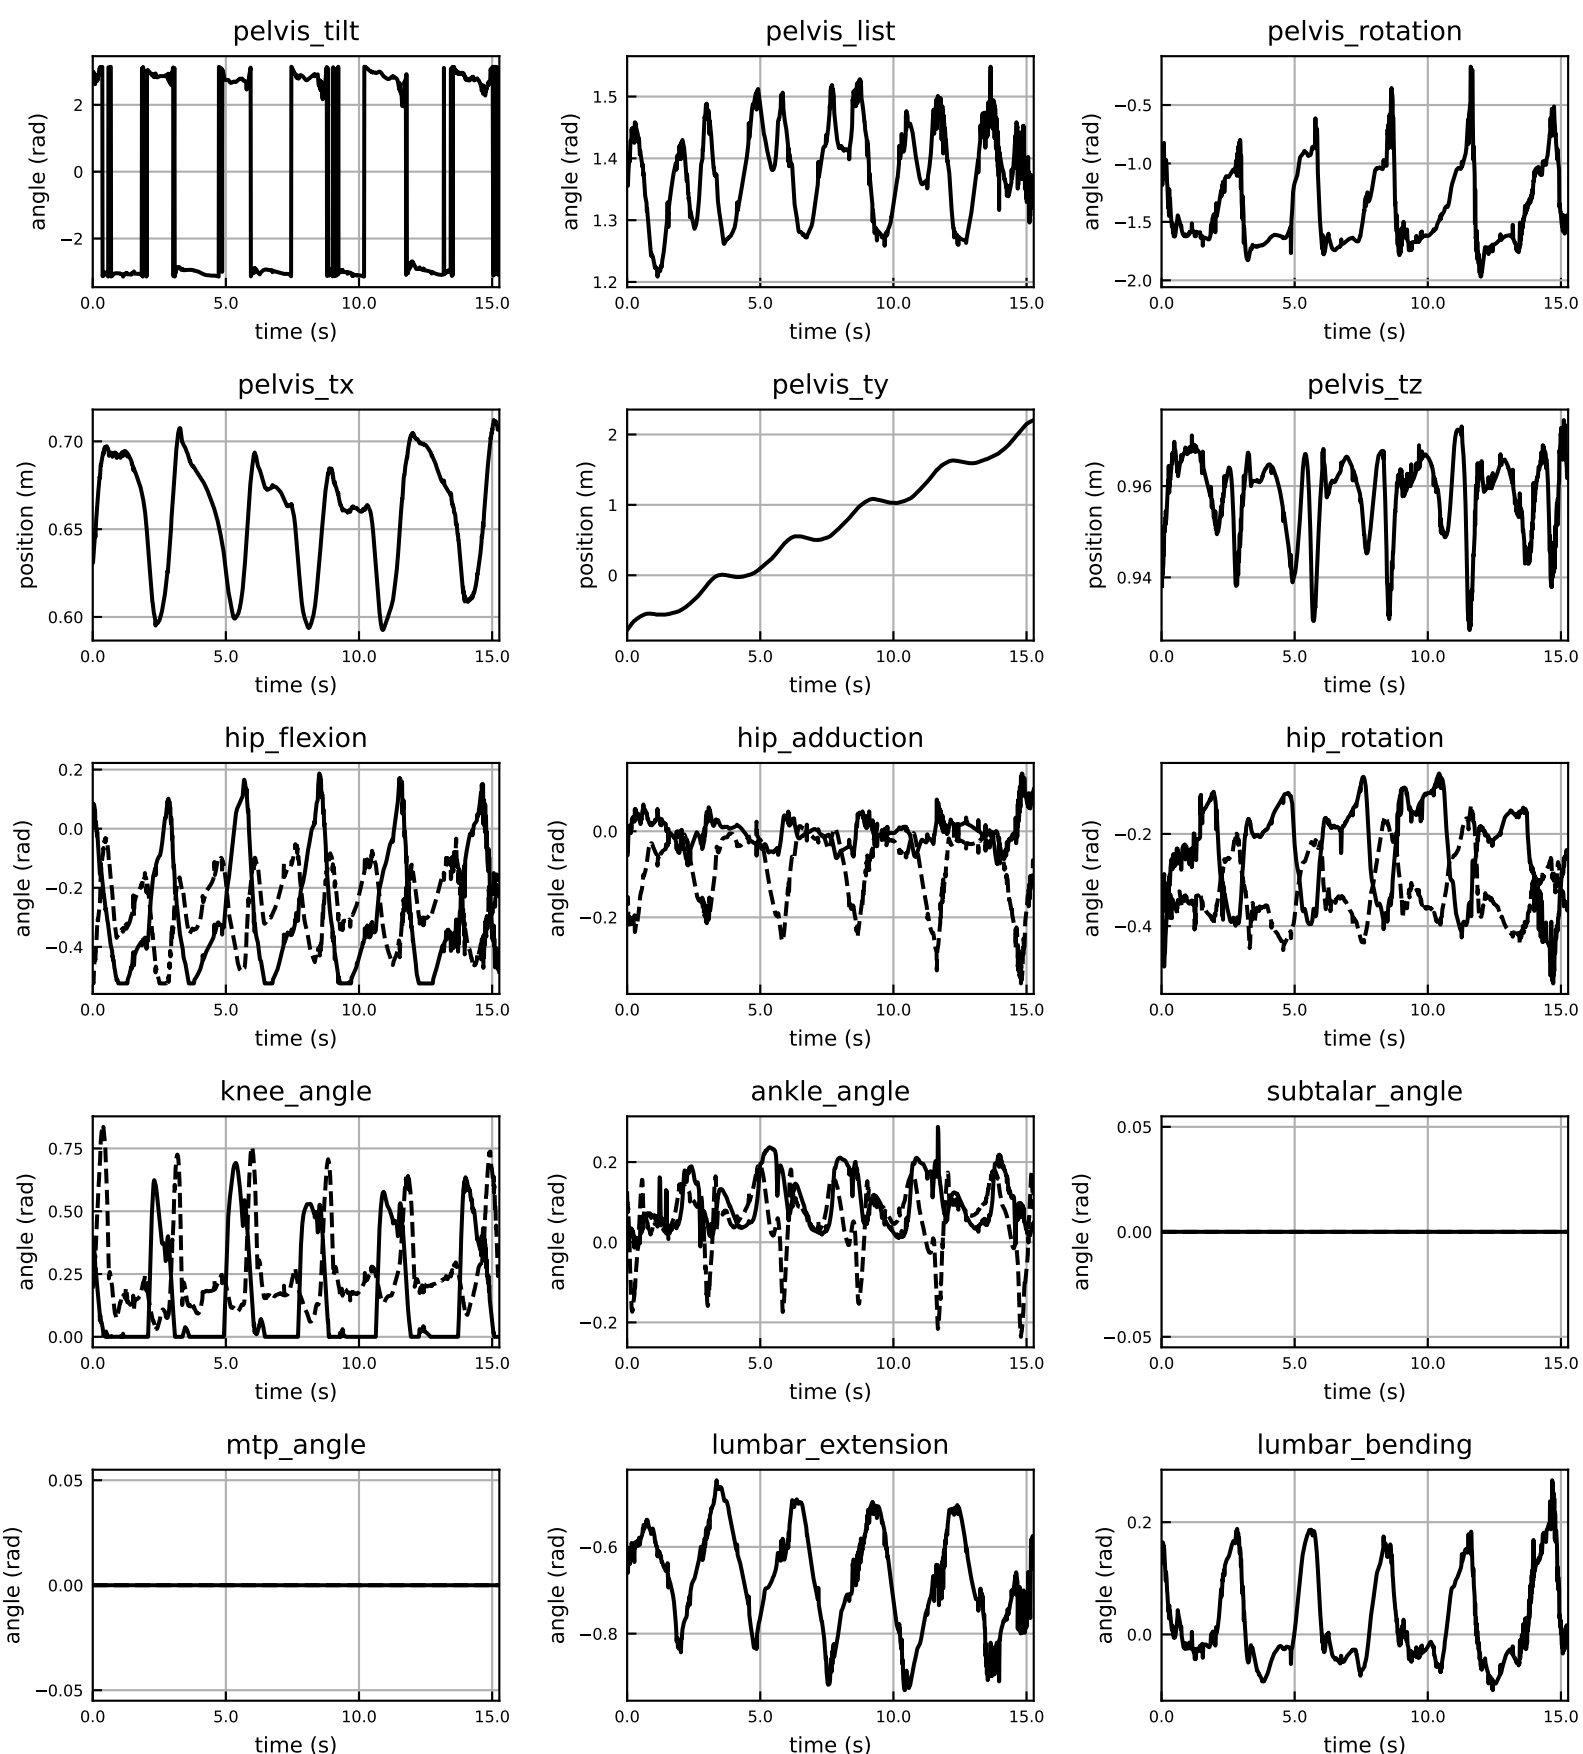 pelvis_tilt
angle (rad)
2
0
−2
0.0 5.0 10.0 15.0
time (s)
pelvis_list
angle (rad)
1.5
1.4
1.3
1.2
0.0 5.0 10.0 15.0
time (s)
pelvis_rotation
angle (rad)
−0.5
−1.0
−1.5
−2.0
0.0 5.0 10.0 15.0
time (s)
pelvis_tx
position (m)
0.70
0.65
0.60
0.0 5.0 10.0 15.0
time (s)
pelvis_ty
position (m)
2
1
0
0.0 5.0 10.0 15.0
time (s)
pelvis_tz
position (m)
0.96
0.94
0.0 5.0 10.0 15.0
time (s)
hip_flexion
angle (rad)
0.2
0.0
−0.2
−0.4
0.0 5.0 10.0 15.0
time (s)
hip_adduction
angle (rad)
0.0
−0.2
0.0 5.0 10.0 15.0
time (s)
hip_rotation
angle (rad)
−0.2
−0.4
0.0 5.0 10.0 15.0
time (s)
knee_angle
angle (rad)
0.75
0.50
0.25
0.00
0.0 5.0 10.0 15.0
time (s)
ankle_angle
angle (rad)
0.2
0.0
−0.2
0.0 5.0 10.0 15.0
time (s)
subtalar_angle
angle (rad)
0.05
0.00
−0.05
0.0 5.0 10.0 15.0
time (s)
mtp_angle
angle (rad)
0.05
0.00
−0.05
0.0 5.0 10.0 15.0
time (s)
lumbar_extension
angle (rad)
−0.6
−0.8
0.0 5.0 10.0 15.0
time (s)
lumbar_bending
angle (rad)
0.2
0.0
0.0 5.0 10.0 15.0
time (s)